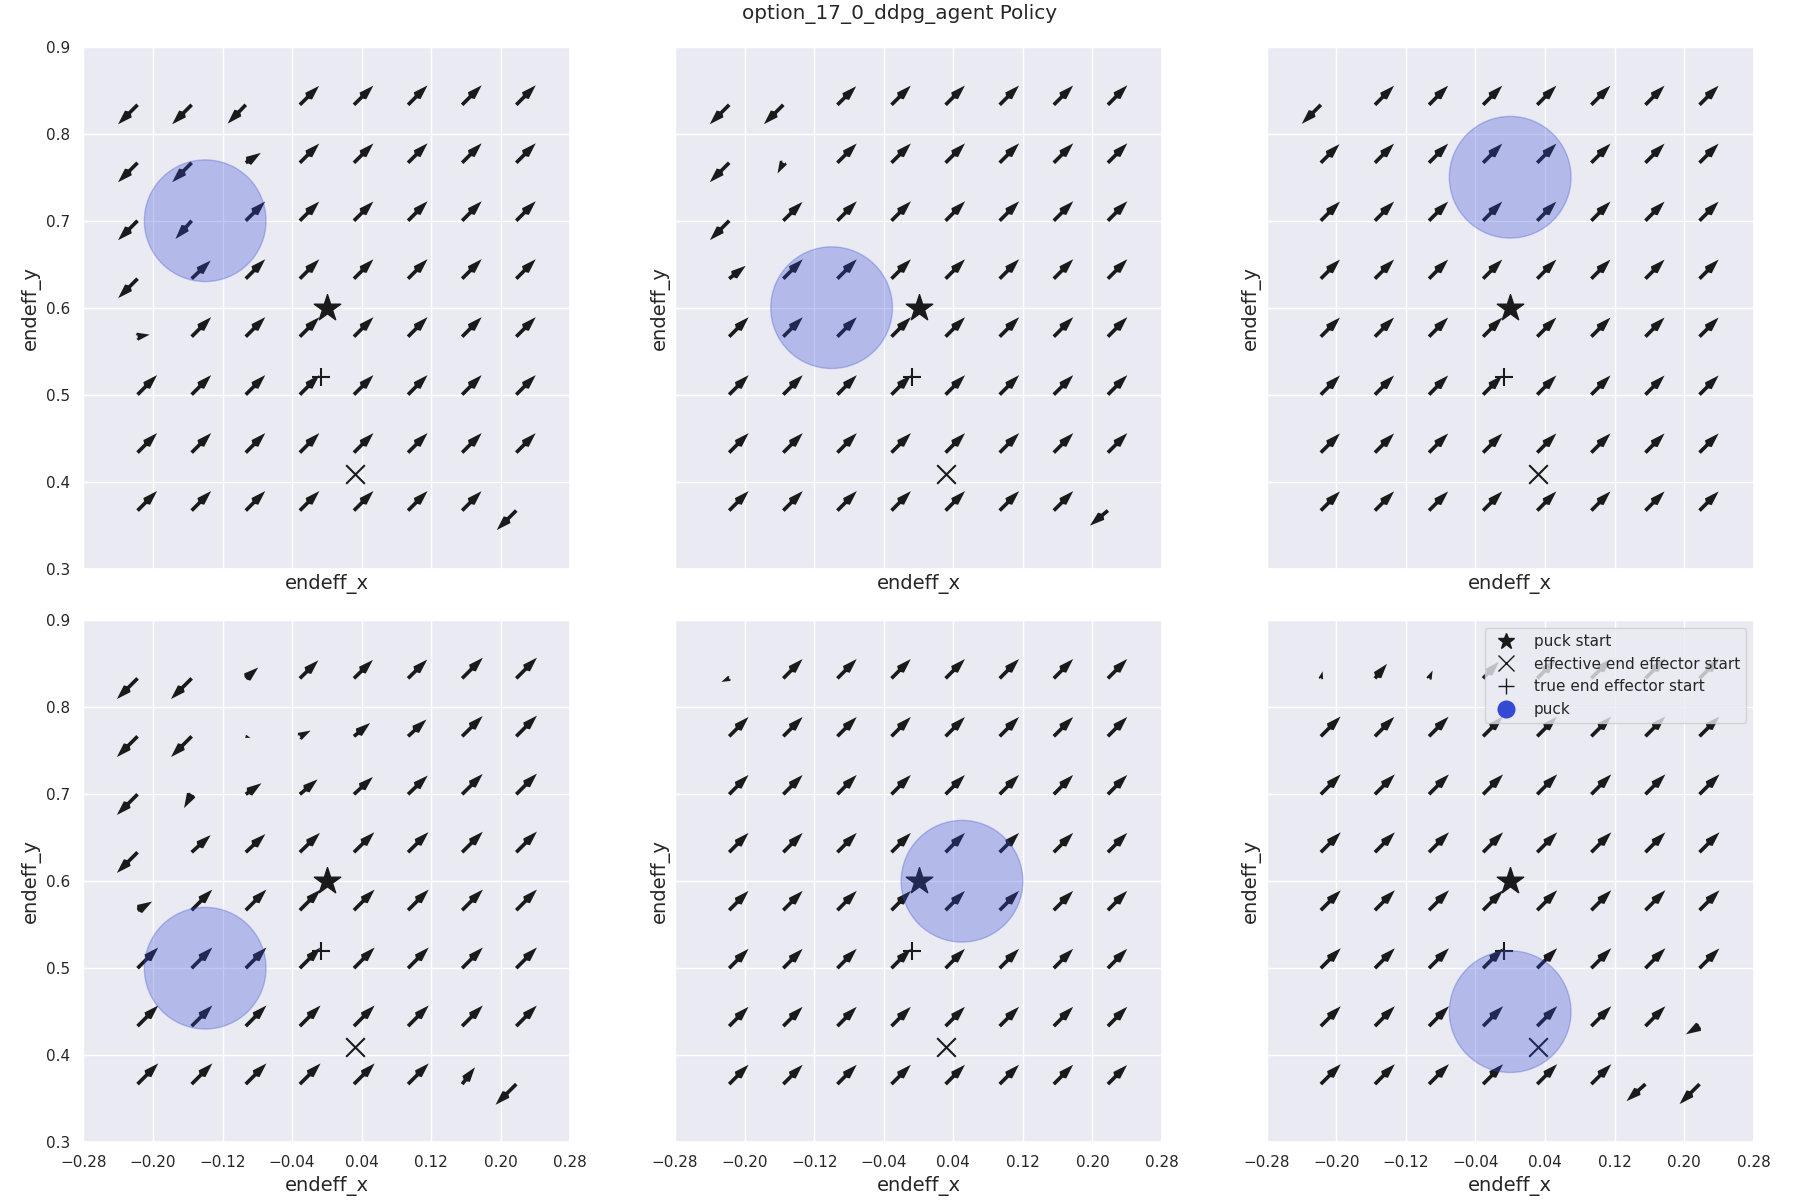 option_17_0_ddpg_agent Policy
0.9
0.8
0.7
0.6
0.5
0.4
0.3
endeff_y
endeff_x
endeff_y
endeff_x
endeff_y
endeff_x
0.9
0.8
0.7
0.6
0.5
0.4
0.3
endeff_y
−0.28 −0.20 −0.12 −0.04 0.04 0.12 0.20 0.28
endeff_x
endeff_y
−0.28 −0.20 −0.12 −0.04 0.04 0.12 0.20 0.28
endeff_x
puck start
effective end effector start
true end effector start
puck
endeff_y
−0.28 −0.20 −0.12 −0.04 0.04 0.12 0.20 0.28
endeff_x